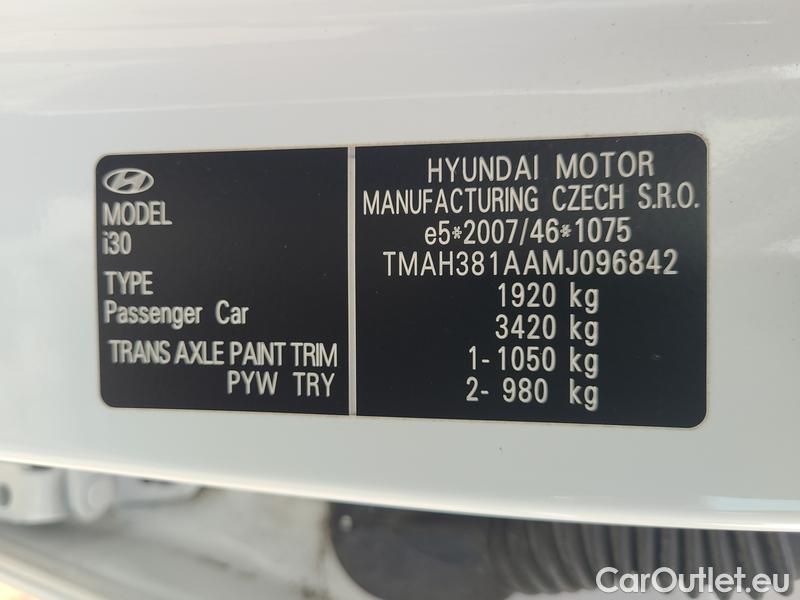 MODEL
i30
TYPE
Passenger Car
TRANS AXLE PAINT TRIM
PYW TRY
HYUNDAI MOTOR
MANUFACTURING CZECH S.R.O.
e5*2007/46*1075
TMAH381AAMJ096842
1920 kg
3420 kg
1- 1050 kg
2- 980 kg
CarOutlet.eu